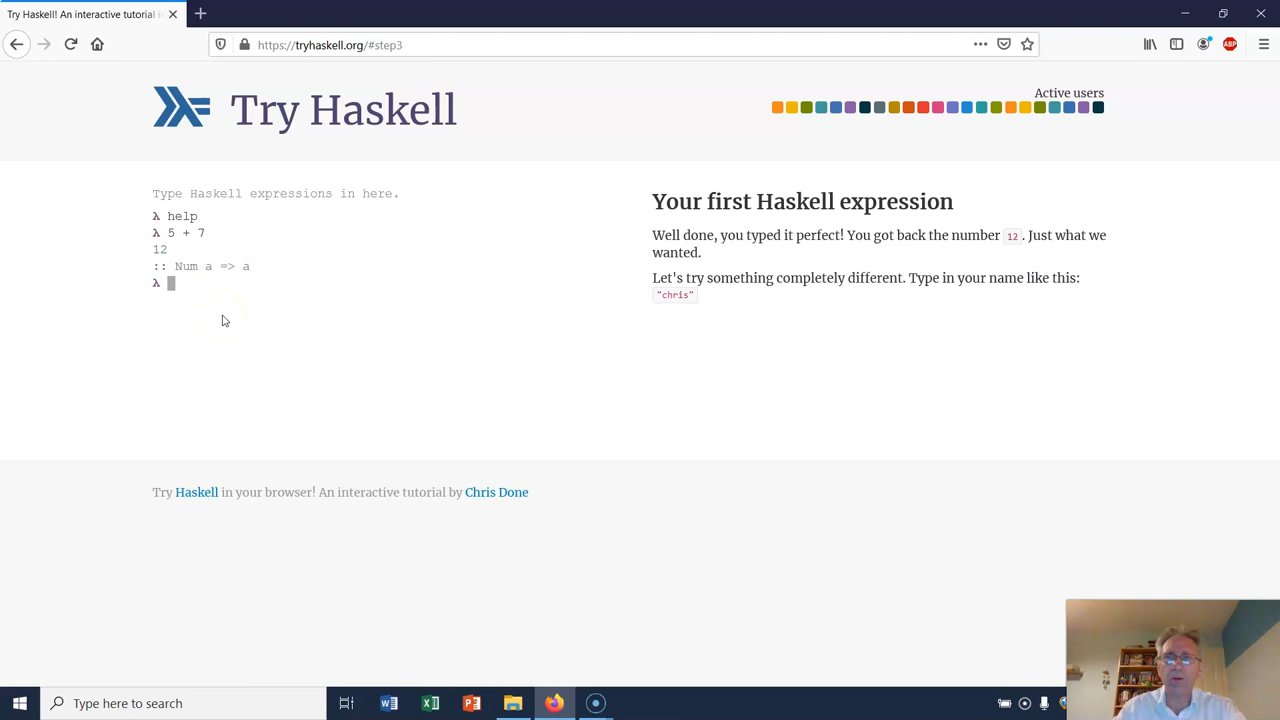 Try Haskell! An interactive tutorial i
https://tryhaskell.org/#step3
ABP
Try Haskell
Active users
Type Haskell expressions in here.
λ help
λ 5 + 7
12
:: Num a => a
λ
Your first Haskell expression
Well done, you typed it perfect! You got back the number 12 . Just what we
wanted.
Let's try something completely different. Type in your name like this:
"chris"
Try Haskell in your browser! An interactive tutorial by Chris Done
Type here to search